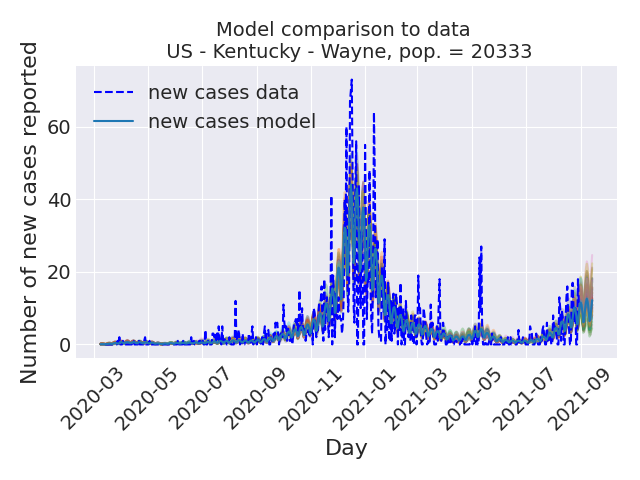 Model comparison to data
US - Kentucky - Wayne, pop. = 20333
Number of new cases reported
new cases data
new cases model
60
40
20
0
2020-03
2020-05
2020-07
2020-09
2020-11
2021-01
2021-03
2021-05
2021-07
2021-09
Day